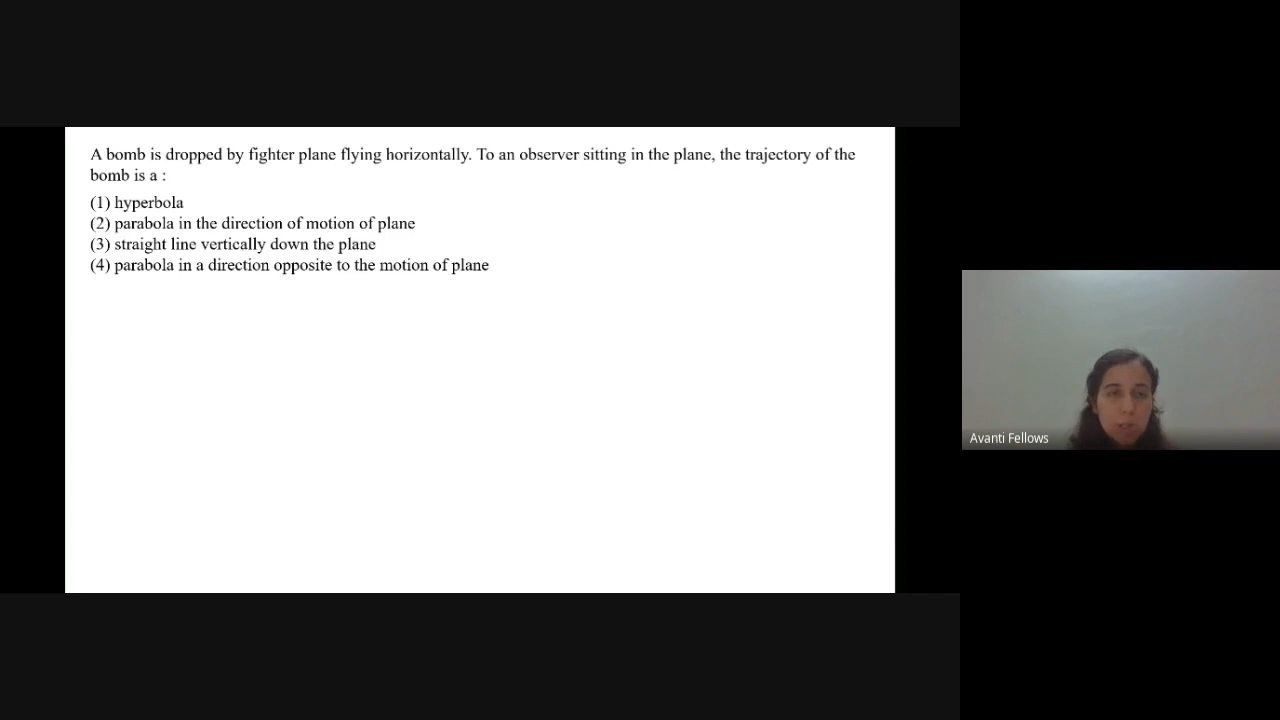 A bomb is dropped by fighter plane flying horizontally. To an observer sitting in the plane, the trajectory of the
bomb is a :
(1) hyperbola
(2) parabola in the direction of motion of plane
(3) straight line vertically down the plane
(4) parabola in a direction opposite to the motion of plane
Avanti Fellows